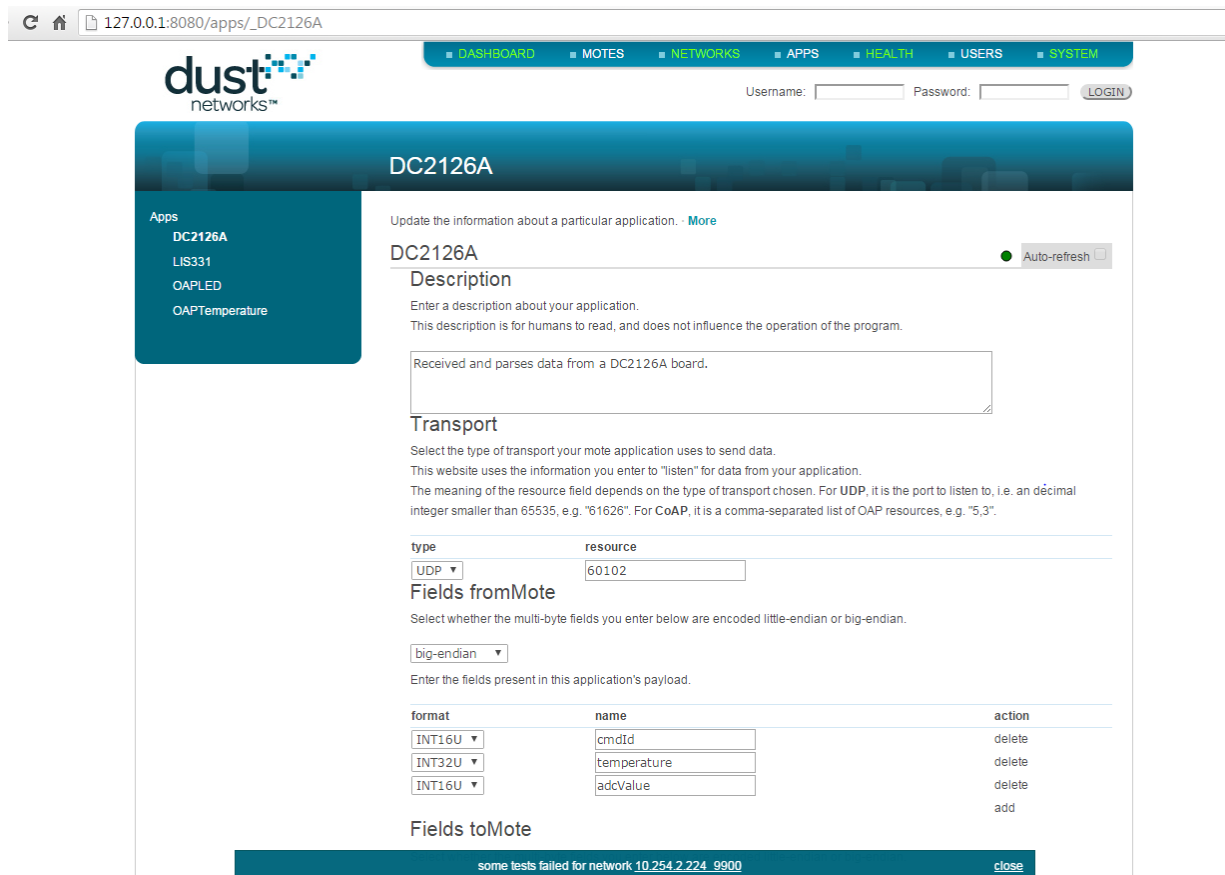 127.0.0.1:8080/apps/_DC2126A
DASHBOARD MOTES NETWORKS APPS HEALTH USERS SYSTEM
dust
networks™
Username: Password: LOGIN
DC2126A
Apps
DC2126A
LIS331
OAPLED
OAPTemperature
Update the information about a particular application. · More
DC2126A
Auto-refresh
Description
Enter a description about your application.
This description is for humans to read, and does not influence the operation of the program.
Received and parses data from a DC2126A board.
Transport
Select the type of transport your mote application uses to send data.
This website uses the information you enter to "listen" for data from your application.
The meaning of the resource field depends on the type of transport chosen. For UDP, it is the port to listen to, i.e. an decimal
integer smaller than 65535, e.g. "61626". For CoAP, it is a comma-separated list of OAP resources, e.g. "5,3".
type resource
UDP 60102
Fields fromMote
Select whether the multi-byte fields you enter below are encoded little-endian or big-endian.
big-endian
Enter the fields present in this application's payload.
format name action
INT16U cmdId delete
INT32U temperature delete
INT16U adcValue delete
add
Fields toMote
some tests failed for network 10.254.2.224_9900 close